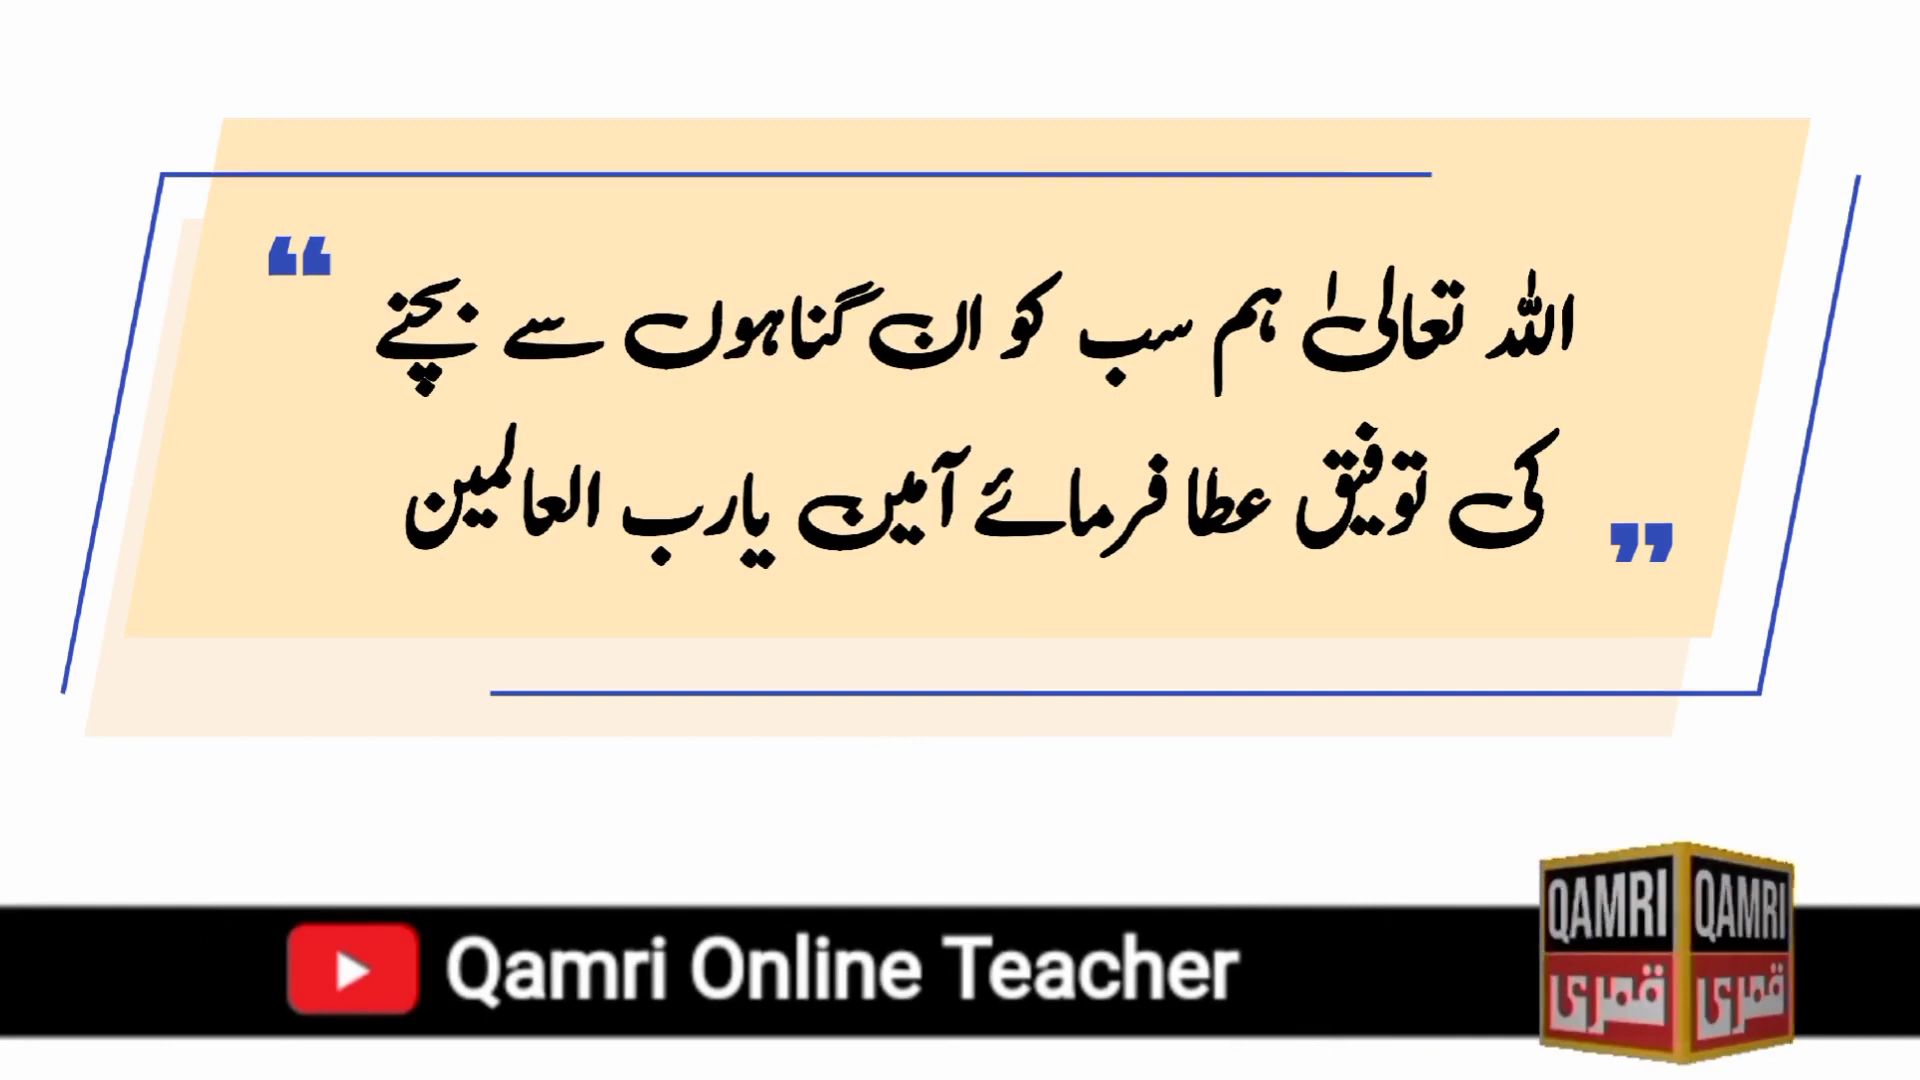 اللہ تعالیٰ ہم سب کو ان گناہوں سے بچنے
کی توفیق عطا فرمائے آمین یارب العالمین
Qamri Online Teacher
QAMRI QAMRI
قمری قمری